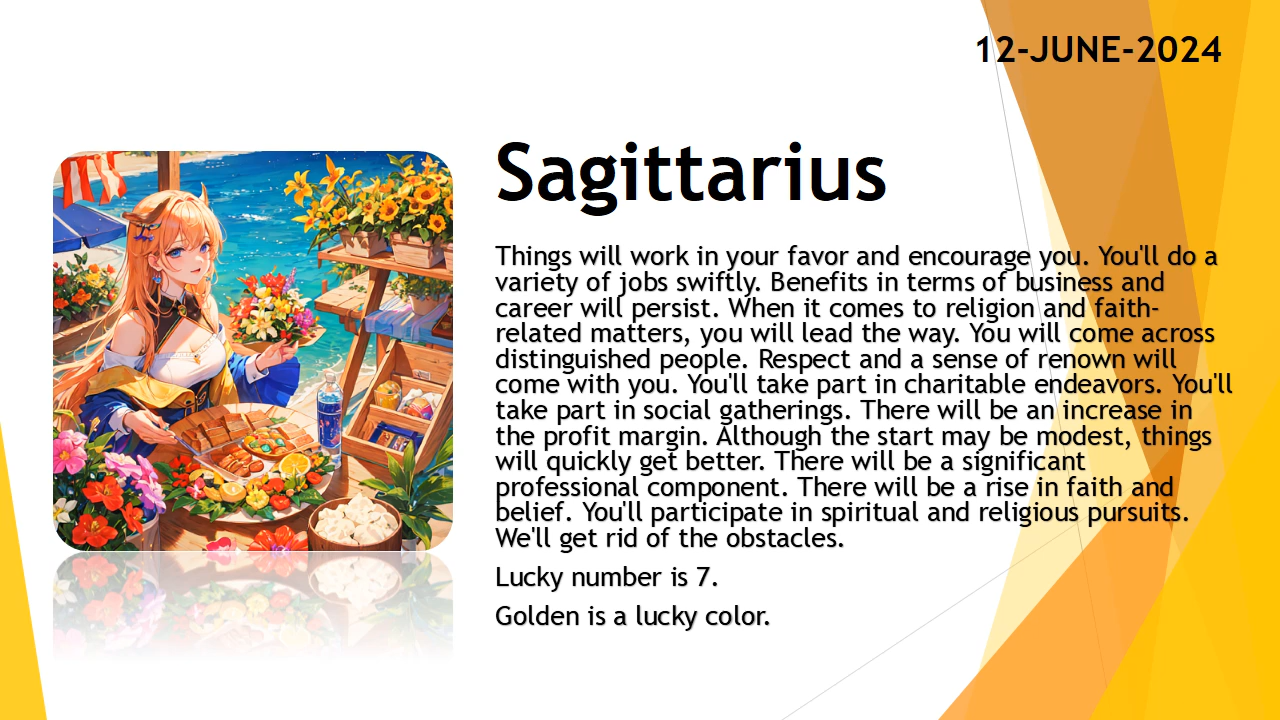 12-JUNE-2024
Sagittarius
Things will work in your favor and encourage you. You'll do a
variety of jobs swiftly. Benefits in terms of business and
career will persist. When it comes to religion and faith-
related matters, you will lead the way. You will come across
distinguished people. Respect and a sense of renown will
come with you. You'll take part in charitable endeavors. You'll
take part in social gatherings. There will be an increase in
the profit margin. Although the start may be modest, things
will quickly get better. There will be a significant
professional component. There will be a rise in faith and
belief. You'll participate in spiritual and religious pursuits.
We'll get rid of the obstacles.
Lucky number is 7.
Golden is a lucky color.